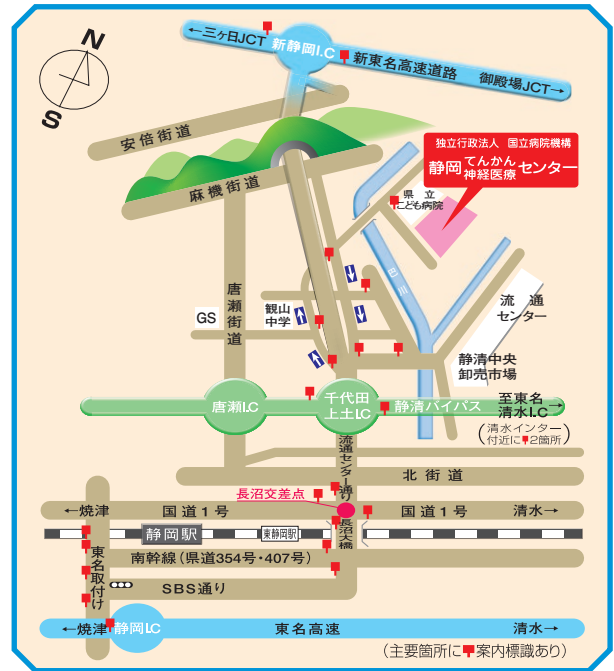 N
S
←三ヶ日JCT
新静岡I.C
新東名高速道路
御殿場JCT→
安倍街道
独立行政法人 国立病院機構
静岡てんかん神経医療センター
麻機街道
県立
こども病院
巴川
唐瀬街道
GS
観山
中学
流通
センター
静清中央
卸売市場
唐瀬I.C
千代田
上土I.C
静清バイパス
至東名
清水I.C→
(清水インター
付近に2箇所)
流通センター通り
北街道
長沼交差点
←焼津
国道1号
国道1号
清水→
静岡駅
東静岡駅
長沼大橋
東名取付け
南幹線(県道354号・407号)
SBS通り
←焼津
静岡I.C
東名高速
清水→
(主要箇所に案内標識あり)